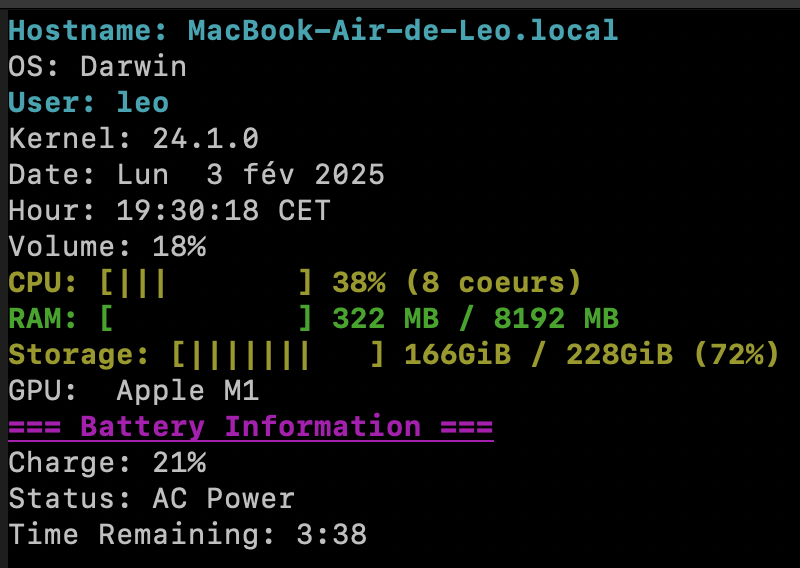 Hostname: MacBook-Air-de-Leo.local
OS: Darwin
User: leo
Kernel: 24.1.0
Date: Lun  3 fév 2025
Hour: 19:30:18 CET
Volume: 18%
CPU: [|||       ] 38% (8 coeurs)
RAM: [          ] 322 MB / 8192 MB
Storage: [|||||||   ] 166GiB / 228GiB (72%)
GPU:  Apple M1
=== Battery Information ===
Charge: 21%
Status: AC Power
Time Remaining: 3:38